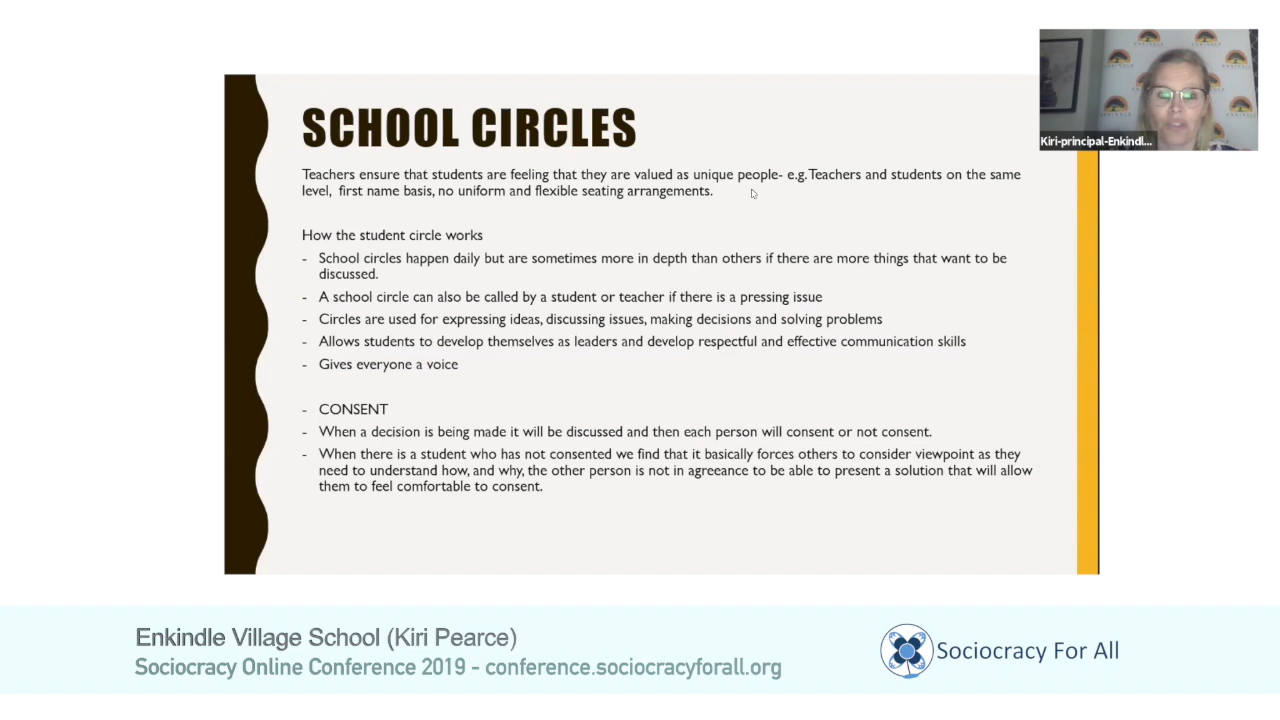 SCHOOL CIRCLES
Teachers ensure that students are feeling that they are valued as unique people- e.g.Teachers and students on the same
level, first name basis, no uniform and flexible seating arrangements.
How the student circle works
- School circles happen daily but are sometimes more in depth than others if there are more things that want to be
discussed.
- A school circle can also be called by a student or teacher if there is a pressing issue
- Circles are used for expressing ideas, discussing issues, making decisions and solving problems
- Allows students to develop themselves as leaders and develop respectful and effective communication skills
- Gives everyone a voice
- CONSENT
- When a decision is being made it will be discussed and then each person will consent or not consent.
- When there is a student who has not consented we find that it basically forces others to consider viewpoint as they
need to understand how, and why, the other person is not in agreeance to be able to present a solution that will allow
them to feel comfortable to consent.
Kiri-principal-Enkindl...
Enkindle Village School (Kiri Pearce)
Sociocracy Online Conference 2019 - conference.sociocracyforall.org
Sociocracy For All